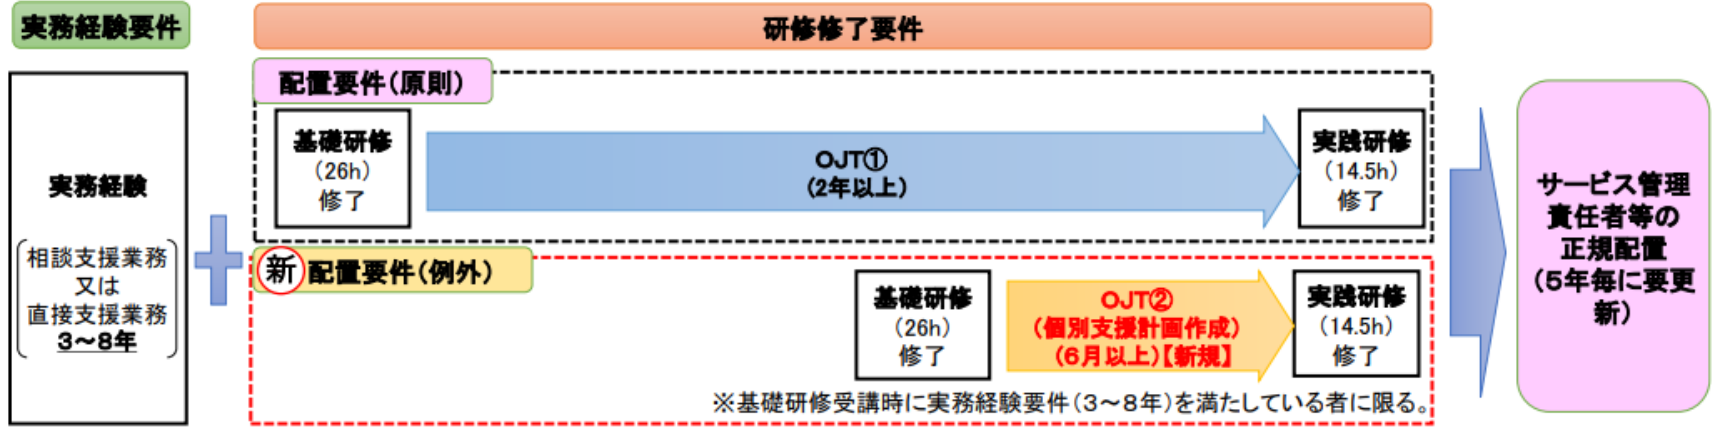 実務経験要件
研修修了要件
実務経験
相談支援業務
又は
直接支援業務
3～8年
配置要件（原則）
基礎研修
（26h）
修了
OJT①
（2年以上）
実践研修
（14.5h）
修了
新 配置要件（例外）
基礎研修
（26h）
修了
OJT②
（個別支援計画作成）
（6月以上）【新規】
実践研修
（14.5h）
修了
※基礎研修受講時に実務経験要件（3～8年）を満たしている者に限る。
サービス管理
責任者等の
正規配置
（5年毎に要更
新）